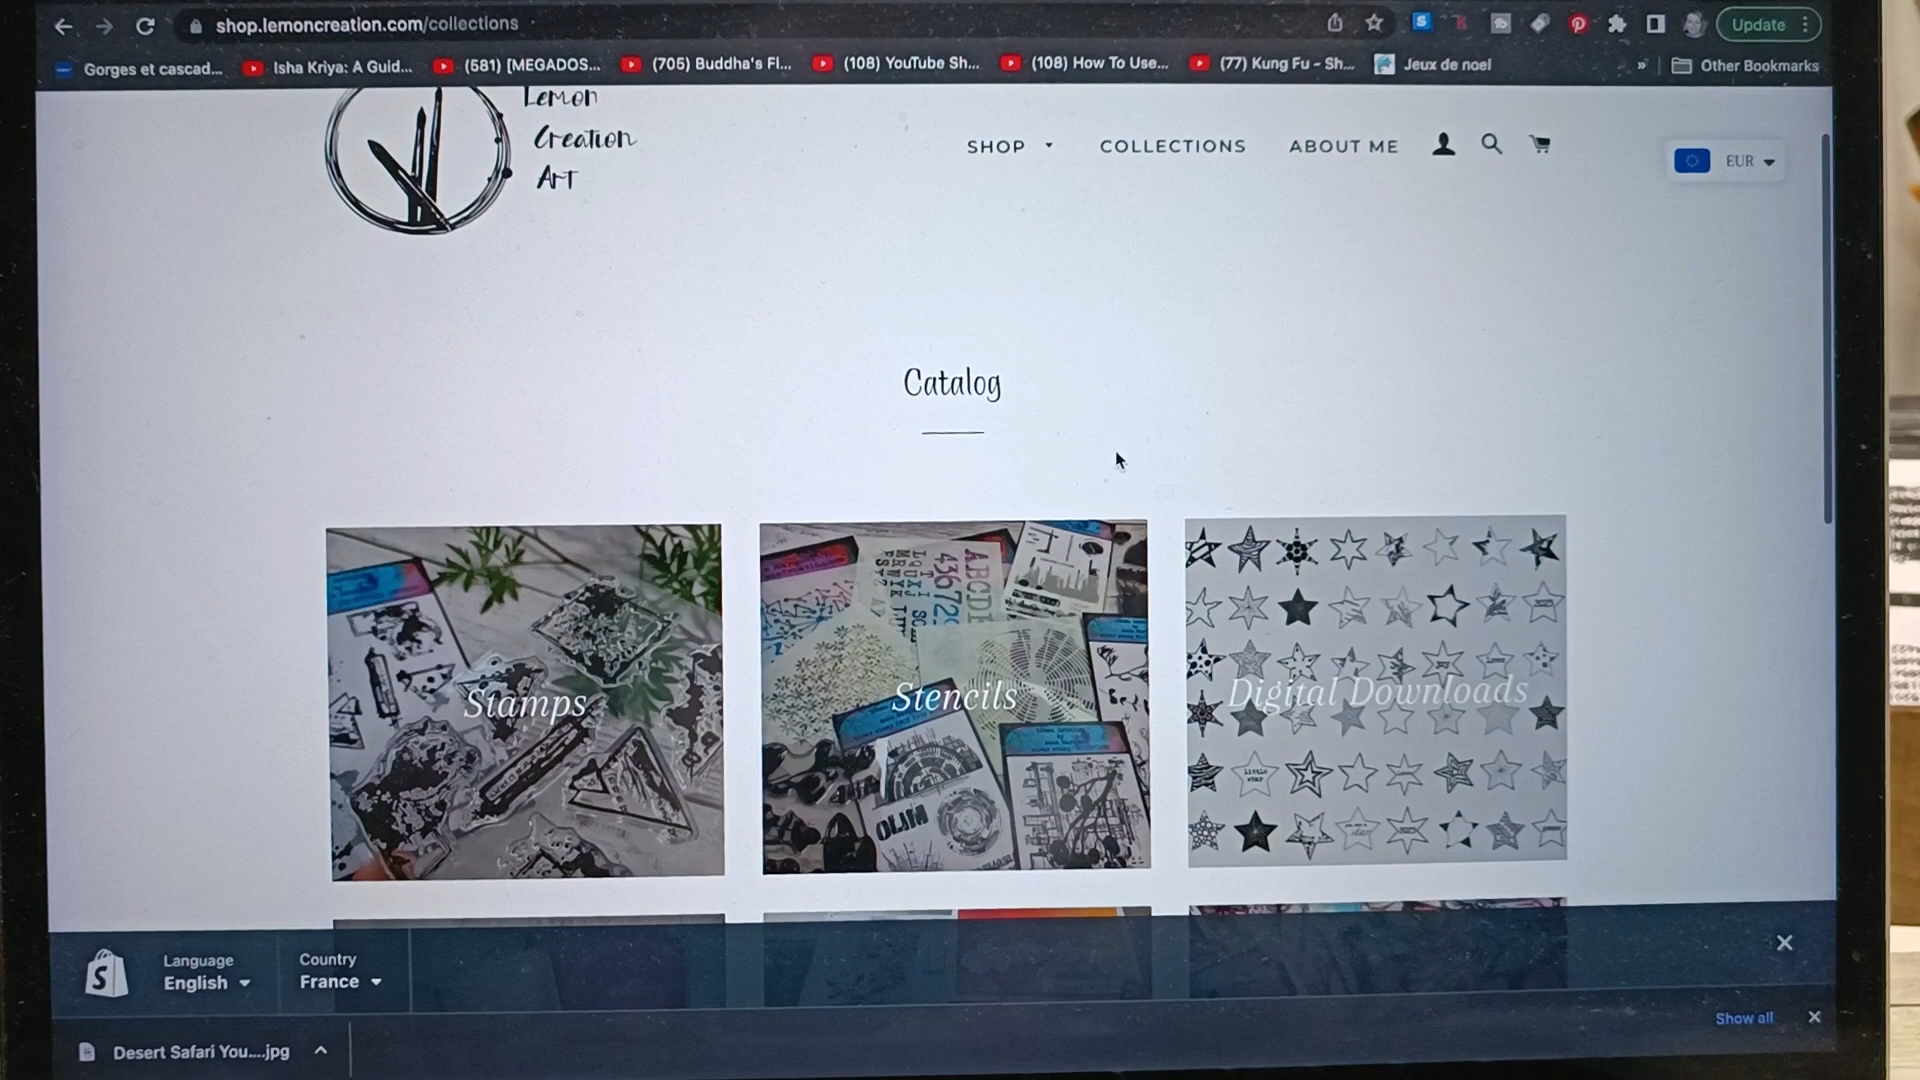 shop.lemoncreation.com/collections
Update
Gorges et cascad...
Isha Kriya: A Guid...
(581) [MEGADOS...
(705) Buddha's Fl...
(108) YouTube Sh...
(108) How To Use...
(77) Kung Fu - Sh...
Jeux de noel
»
Other Bookmarks
Lemon
Creation
Art
SHOP
COLLECTIONS
ABOUT ME
EUR
Catalog
Stamps
Stencils
Digital Downloads
Language
English
Country
France
Show all
Desert Safari You....jpg